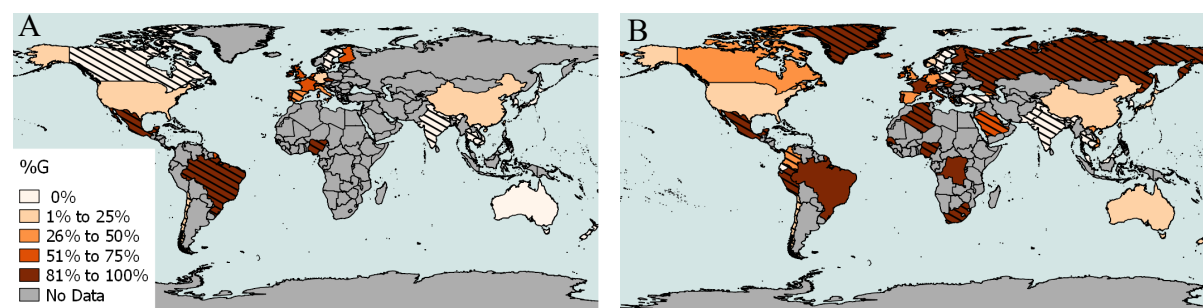 A
B
%G
0%
1% to 25%
26% to 50%
51% to 75%
81% to 100%
No Data